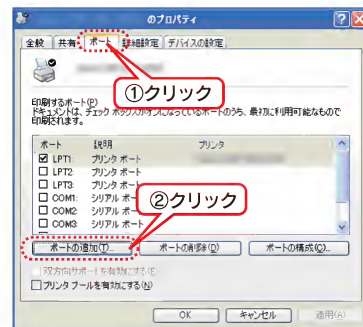 のプロパティ
全般 共有 ポート 詳細設定 デバイスの設定
①クリック
印刷するポート(P)
ドキュメントは、チェック ボックスがオンになっているポートのうち、最初に利用可能なもので
印刷されます。
ポート 説明 プリンタ
LPT1: プリンタ ポート
LPT2: プリンタ ポート
LPT3: プリンタ ポート
COM1: シリアル ポート
COM2: シリアル ポート
COM3: シリアル ポート
②クリック
ポートの追加(T)... ポートの削除(D) ポートの構成(C)...
双方向サポートを有効にする(E)
プリンタ プールを有効にする(N)
OK キャンセル 適用(A)